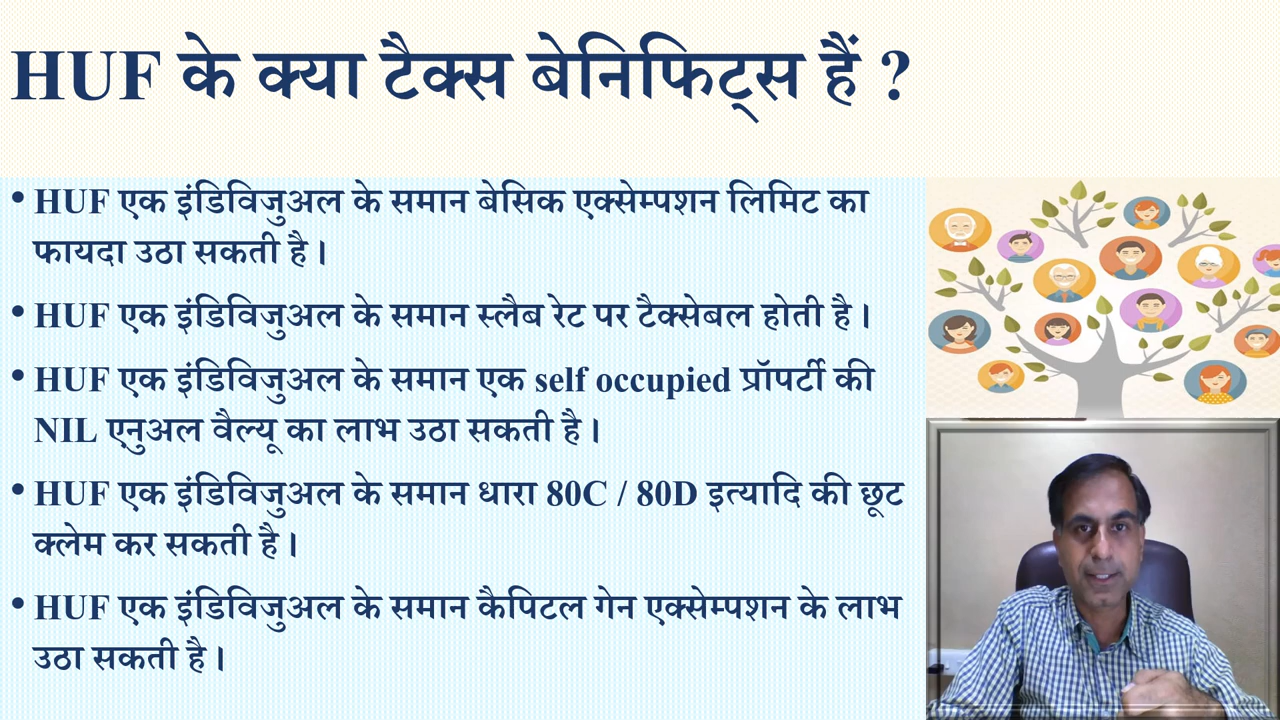 HUF के क्या टैक्स बेनिफिट्स हैं ?
• HUF एक इंडिविजुअल के समान बेसिक एक्सेम्पशन लिमिट का
फायदा उठा सकती है।
• HUF एक इंडिविजुअल के समान स्लैब रेट पर टैक्सेबल होती है।
• HUF एक इंडिविजुअल के समान एक self occupied प्रॉपर्टी की
NIL एनुअल वैल्यू का लाभ उठा सकती है।
• HUF एक इंडिविजुअल के समान धारा 80C / 80D इत्यादि की छूट
क्लेम कर सकती है।
• HUF एक इंडिविजुअल के समान कैपिटल गेन एक्सेम्पशन के लाभ
उठा सकती है।